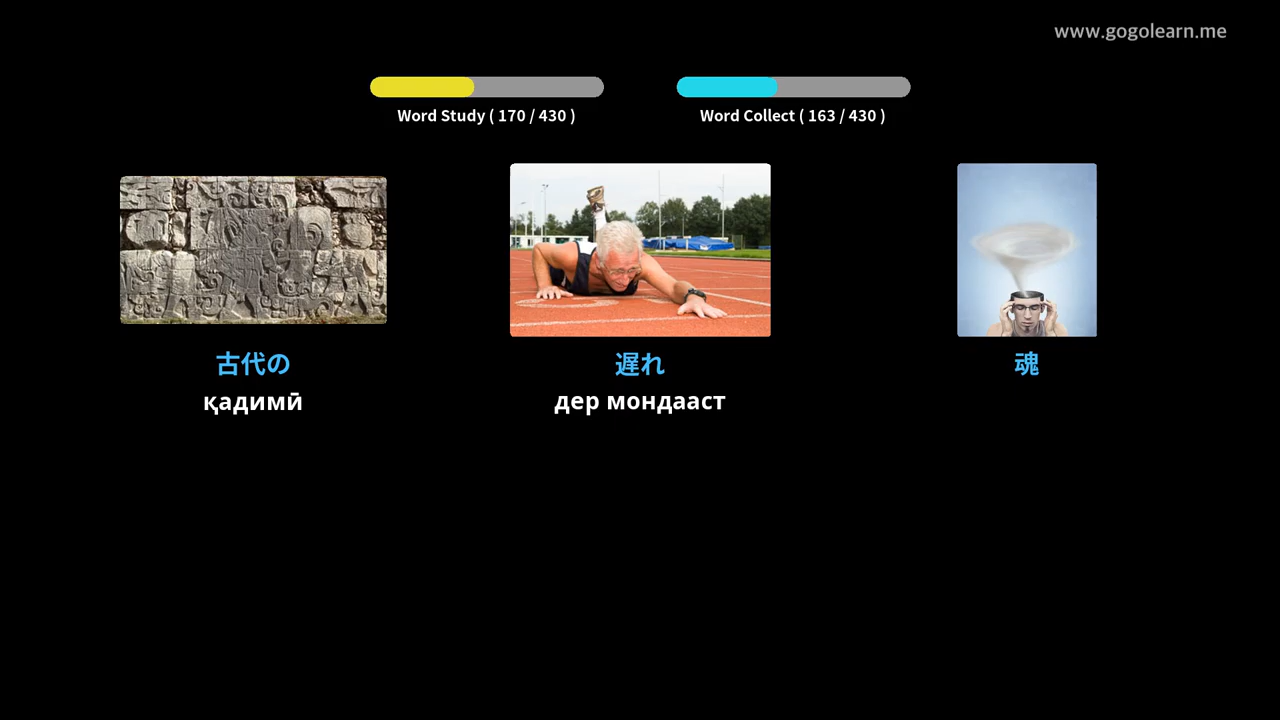 www.gogolearn.me
Word Study ( 170 / 430 )
Word Collect ( 163 / 430 )
古代の
қадимӣ
遅れ
дер мондааст
魂